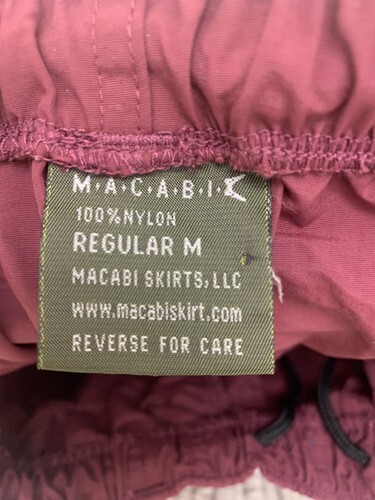 M·A·C·A·B·I
100%NYLON
REGULAR M
MACABI SKIRTS, LLC
www.macabiskirt.com
REVERSE FOR CARE